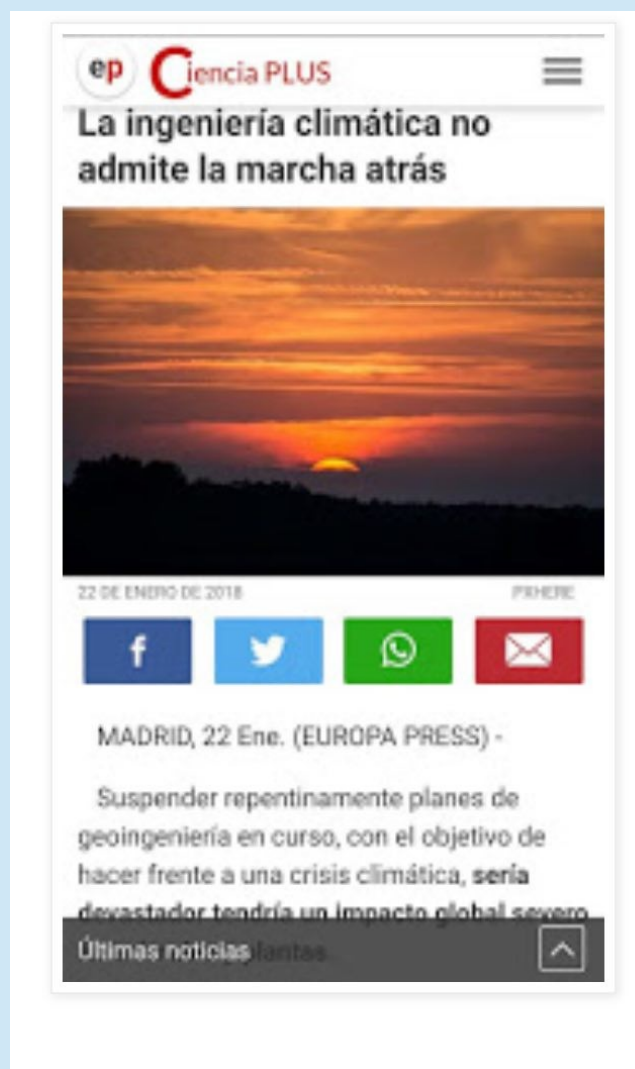 ep Ciencia PLUS
La ingeniería climática no
admite la marcha atrás
22 DE ENERO DE 2018 PXHERE
f
MADRID, 22 Ene. (EUROPA PRESS) -
Suspender repentinamente planes de
geoingeniería en curso, con el objetivo de
hacer frente a una crisis climática, sería
devastador tendría un impacto global severo
Últimas noticias plantas.